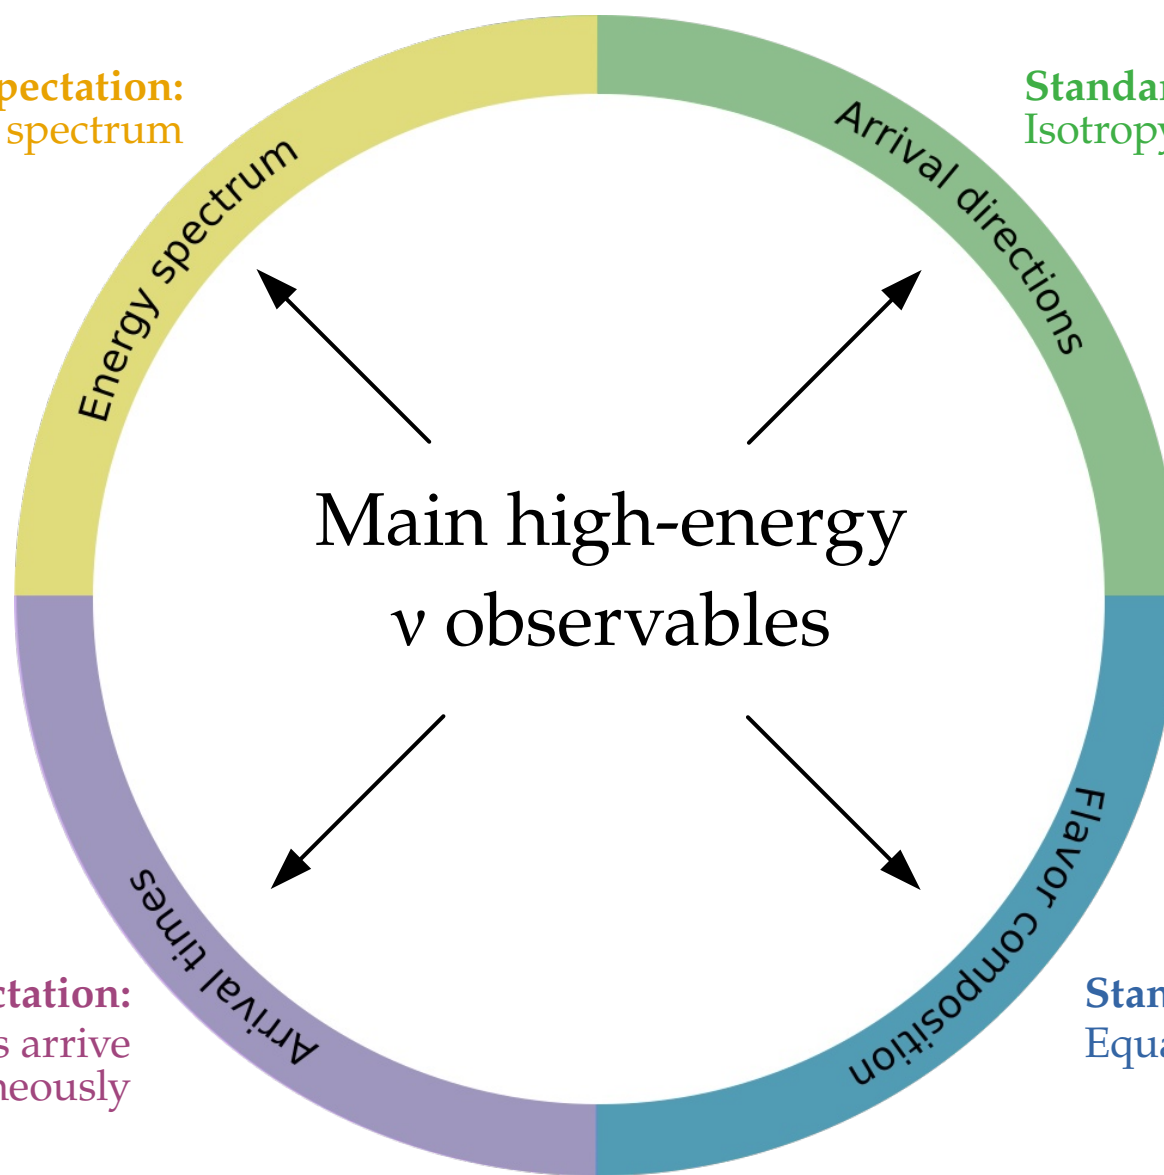 pectation:
spectrum
Standar
Isotropy
Energy spectrum
Arrival directions
Main high-energy
ν observables
Arrival times
Flavor composition
ctation:
s arrive
neously
Stan
Equa